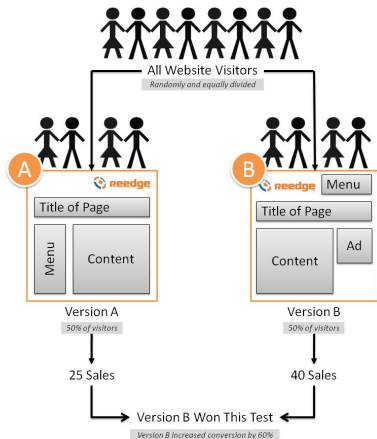 All Website Visitors
Randomly and equally divided
A
B
Reedge
Title of Page
Menu
Content
Reedge
Menu
Title of Page
Content
Ad
Version A
50% of visitors
Version B
50% of visitors
25 Sales
40 Sales
Version B Won This Test
Version B increased conversion by 60%